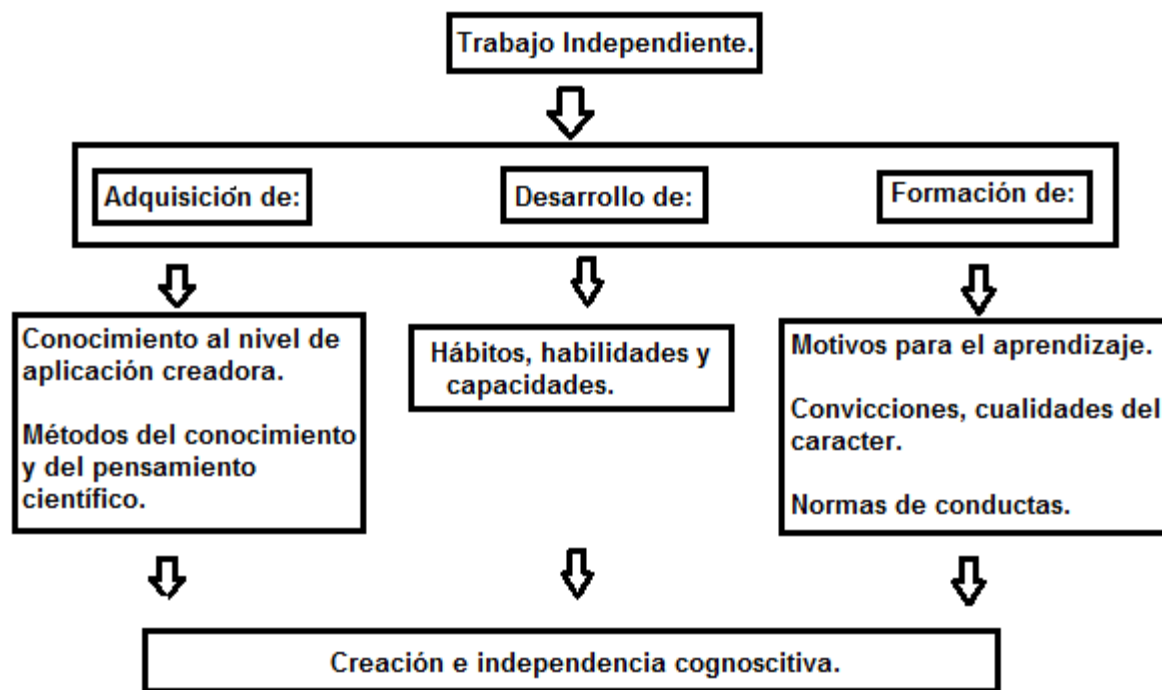 Trabajo Independiente.
Adquisición de:
Desarrollo de:
Formación de:
Conocimiento al nivel de
aplicación creadora.
Métodos del conocimiento
y del pensamiento
científico.
Hábitos, habilidades y
capacidades.
Motivos para el aprendizaje.
Convicciones, cualidades del
caracter.
Normas de conductas.
Creación e independencia cognoscitiva.